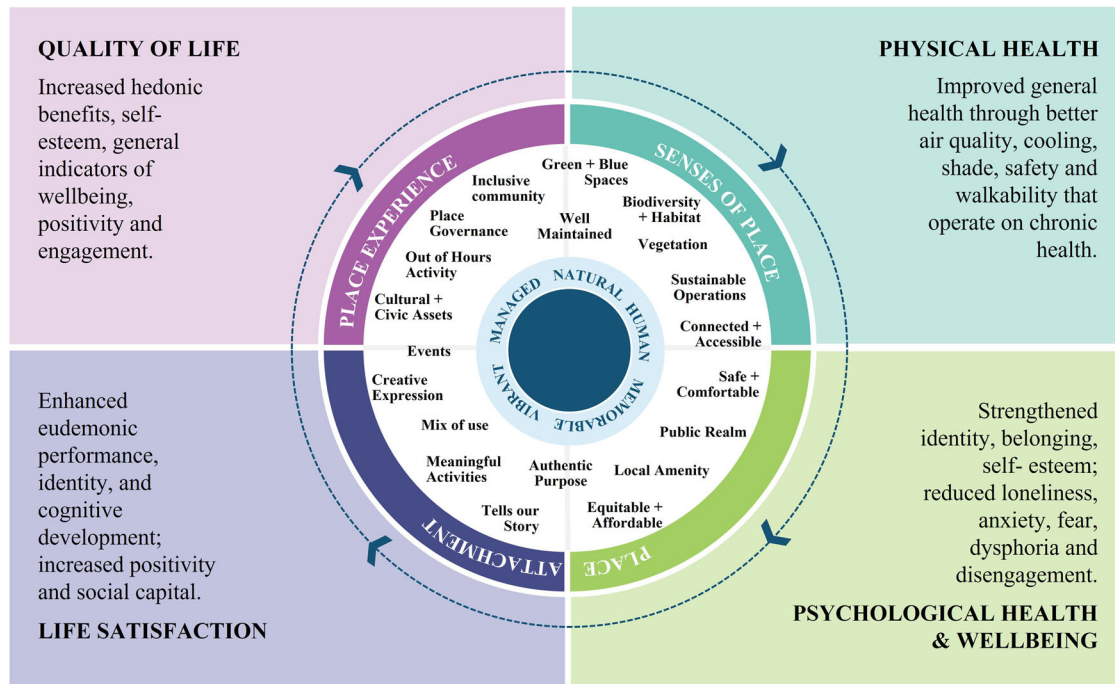 QUALITY OF LIFE
Increased hedonic
benefits, self-
esteem, general
indicators of
wellbeing,
positivity and
engagement.
PHYSICAL HEALTH
Improved general
health through better
air quality, cooling,
shade, safety and
walkability that
operate on chronic
health.
PLACE EXPERIENCE
SENSES OF PLACE
Green + Blue
Spaces
Inclusive
community
Biodiversity
+ Habitat
Place
Governance
Well
Maintained
Vegetation
Out of Hours
Activity
Sustainable
Operations
Cultural +
Civic Assets
Connected +
Accessible
MANAGED NATURAL HUMAN
MEMORABLE VIBRANT
Events
Creative
Expression
Safe +
Comfortable
Mix of use
Public Realm
Meaningful
Activities
Authentic
Purpose
Local Amenity
Tells our
Story
Equitable +
Affordable
ATTACHMENT
PLACE
Enhanced
eudemonic
performance,
identity, and
cognitive
development;
increased positivity
and social capital.
LIFE SATISFACTION
Strengthened
identity, belonging,
self- esteem;
reduced loneliness,
anxiety, fear,
dysphoria and
disengagement.
PSYCHOLOGICAL HEALTH
& WELLBEING